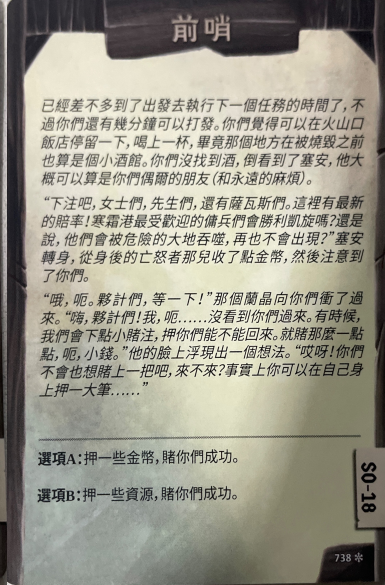 前哨
已經差不多到了出發去執行下一個任務的時間了，不
過你們還有幾分鐘可以打發。你們覺得可以在火山口
飯店停留一下，喝上一杯，畢竟那個地方在被燒毀之前
也算是個小酒館。你們沒找到酒，倒看到了塞安，他大
概可以算是你們偶爾的朋友（和永遠的麻煩）。
“下注吧，女士們，先生們，還有薩瓦斯們。這裡有最新
的賠率！寒霜港最受歡迎的傭兵們會勝利凱旋嗎？還是
說，他們會被危險的大地吞噬，再也不會出現？”塞安
轉身，從身後的亡怒者那兒收了點金幣，然後注意到
了你們。
“哦，呃。夥計們，等一下！”那個蘭晶向你們衝了過
來。“嗨，夥計們！我，呃……沒看到你們過來。有時候，
我們會下點小賭注，押你們能不能回來。就賭那麼一點
點，呃，小錢。”他的臉上浮現出一個想法。“哎呀！你們
不會也想賭上一把吧，來不來？事實上你可以在自己身
上押一大筆……”
選項A：押一些金幣，賭你們成功。
選項B：押一些資源，賭你們成功。
SO-18
738